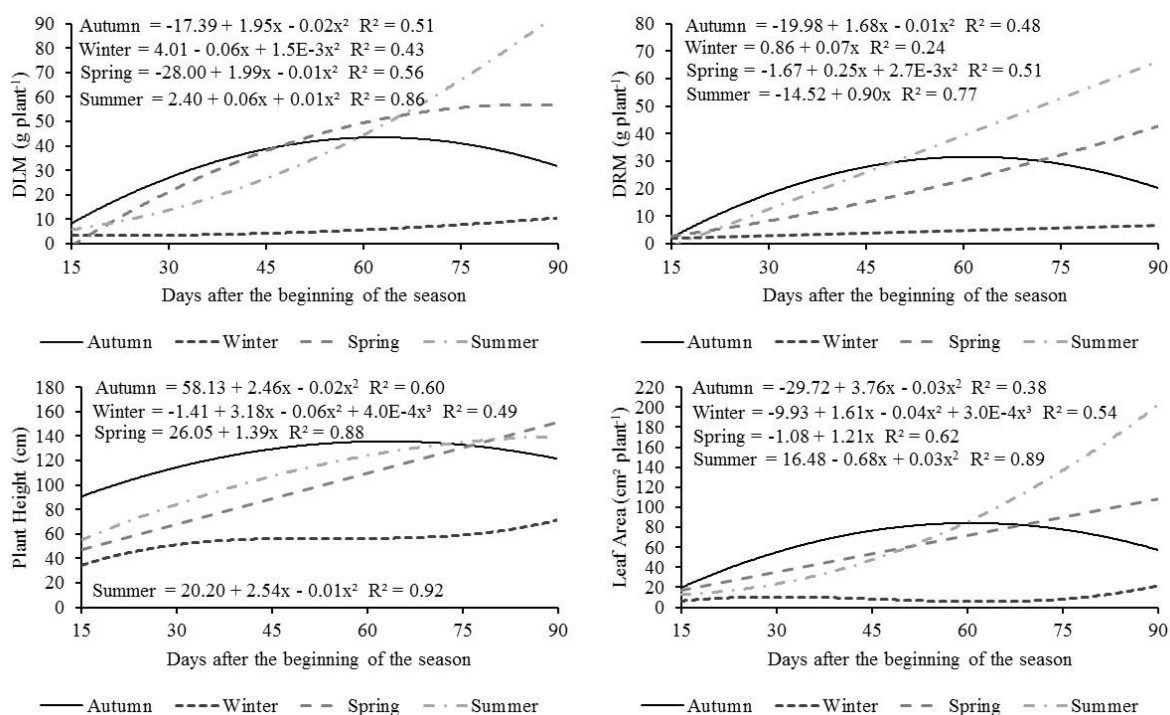 DLM (g plant⁻¹)
90
80
70
60
50
40
30
20
10
0
Autumn = -17.39 + 1.95x - 0.02x² R² = 0.51
Winter = 4.01 - 0.06x + 1.5E-3x² R² = 0.43
Spring = -28.00 + 1.99x - 0.01x² R² = 0.56
Summer = 2.40 + 0.06x + 0.01x² R² = 0.86
15 30 45 60 75 90
Days after the beginning of the season
Autumn Winter Spring Summer
DRM (g plant⁻¹)
80
70
60
50
40
30
20
10
0
Autumn = -19.98 + 1.68x - 0.01x² R² = 0.48
Winter = 0.86 + 0.07x R² = 0.24
Spring = -1.67 + 0.25x + 2.7E-3x² R² = 0.51
Summer = -14.52 + 0.90x R² = 0.77
15 30 45 60 75 90
Days after the beginning of the season
Autumn Winter Spring Summer
Plant Height (cm)
180
160
140
120
100
80
60
40
20
0
Autumn = 58.13 + 2.46x - 0.02x² R² = 0.60
Winter = -1.41 + 3.18x - 0.06x² + 4.0E-4x³ R² = 0.49
Spring = 26.05 + 1.39x R² = 0.88
Summer = 20.20 + 2.54x - 0.01x² R² = 0.92
15 30 45 60 75 90
Days after the beginning of the season
Autumn Winter Spring Summer
Leaf Area (cm² plant⁻¹)
220
200
180
160
140
120
100
80
60
40
20
0
Autumn = -29.72 + 3.76x - 0.03x² R² = 0.38
Winter = -9.93 + 1.61x - 0.04x² + 3.0E-4x³ R² = 0.54
Spring = -1.08 + 1.21x R² = 0.62
Summer = 16.48 - 0.68x + 0.03x² R² = 0.89
15 30 45 60 75 90
Days after the beginning of the season
Autumn Winter Spring Summer